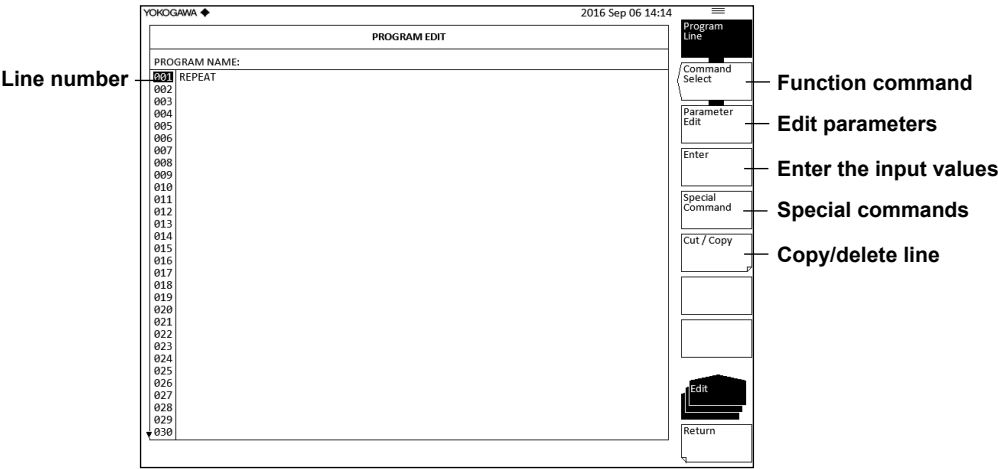 YOKOGAWA ◆
2016 Sep 06 14:14
PROGRAM EDIT
PROGRAM NAME:
Line number
001 REPEAT
002
003
004
005
006
007
008
009
010
011
012
013
014
015
016
017
018
019
020
021
022
023
024
025
026
027
028
029
030
Program
Line
Command
Select
Function command
Parameter
Edit
Edit parameters
Enter
Enter the input values
Special
Command
Special commands
Cut / Copy
Copy/delete line
Edit
Return